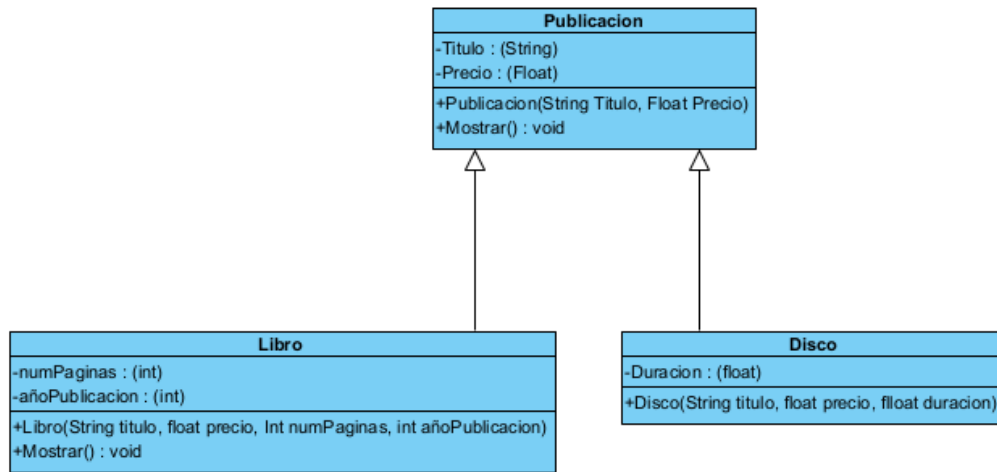 Publicacion
-Titulo : (String)
-Precio : (Float)
+Publicacion(String Titulo, Float Precio)
+Mostrar() : void
Libro
-numPaginas : (int)
-añoPublicacion : (int)
+Libro(String titulo, float precio, Int numPaginas, int añoPublicacion)
+Mostrar() : void
Disco
-Duracion : (float)
+Disco(String titulo, float precio, flloat duracion)